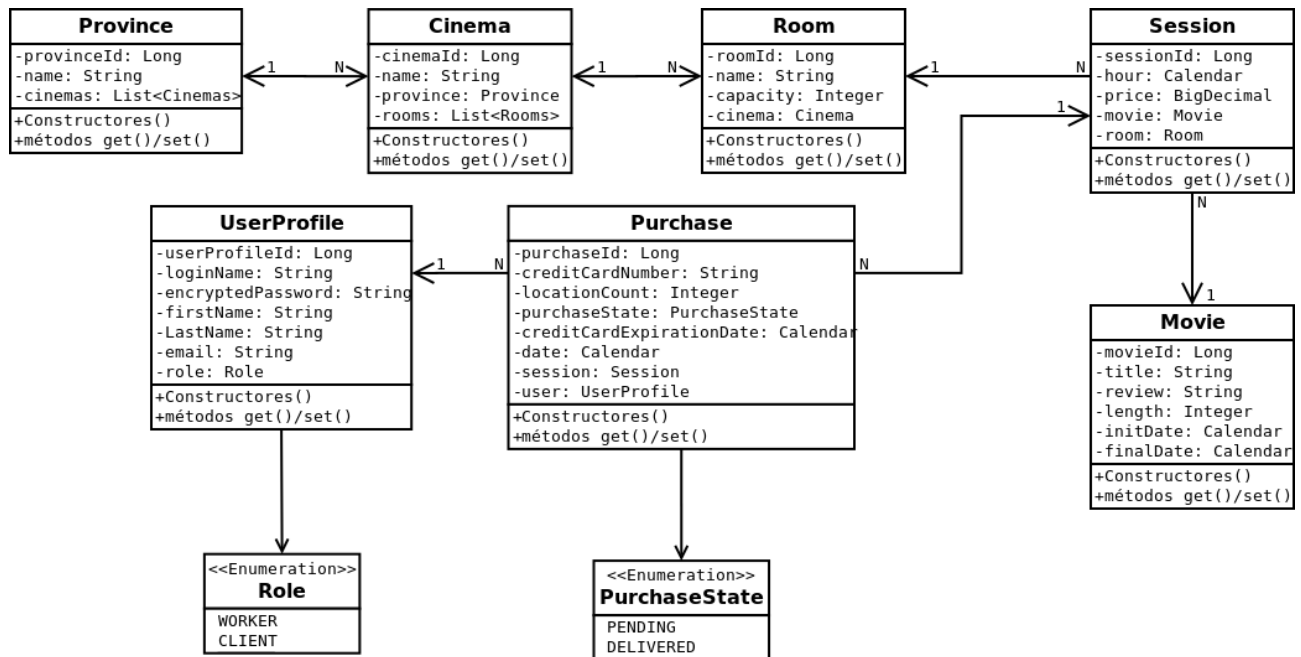 Province
-provinceId: Long
-name: String
-cinemas: List<Cinemas>
+Constructores()
+métodos get()/set()
1
N
Cinema
-cinemaId: Long
-name: String
-province: Province
-rooms: List<Rooms>
+Constructores()
+métodos get()/set()
1
N
Room
-roomId: Long
-name: String
-capacity: Integer
-cinema: Cinema
+Constructores()
+métodos get()/set()
1
N
1
Session
-sessionId: Long
-hour: Calendar
-price: BigDecimal
-movie: Movie
-room: Room
+Constructores()
+métodos get()/set()
N
1
UserProfile
-userProfileId: Long
-loginName: String
-encryptedPassword: String
-firstName: String
-LastName: String
-email: String
-role: Role
+Constructores()
+métodos get()/set()
1
N
Purchase
-purchaseId: Long
-creditCardNumber: String
-locationCount: Integer
-purchaseState: PurchaseState
-creditCardExpirationDate: Calendar
-date: Calendar
-session: Session
-user: UserProfile
+Constructores()
+métodos get()/set()
N
Movie
-movieId: Long
-title: String
-review: String
-length: Integer
-initDate: Calendar
-finalDate: Calendar
+Constructores()
+métodos get()/set()
<<Enumeration>>
Role
WORKER
CLIENT
<<Enumeration>>
PurchaseState
PENDING
DELIVERED